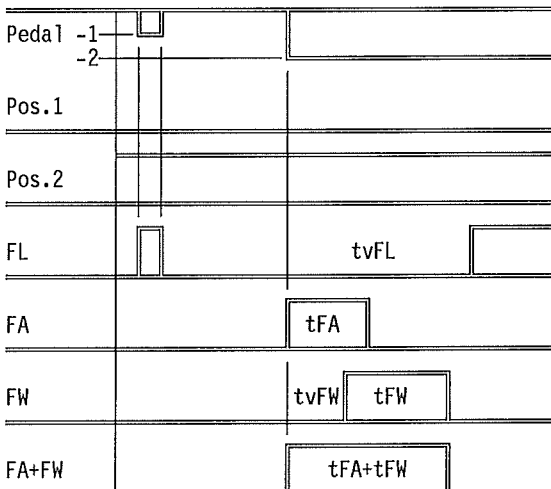 Pedal -1
-2
Pos.1
Pos.2
FL tvFL
FA tFA
FW tvFW tFW
FA+FW tFA+tFW